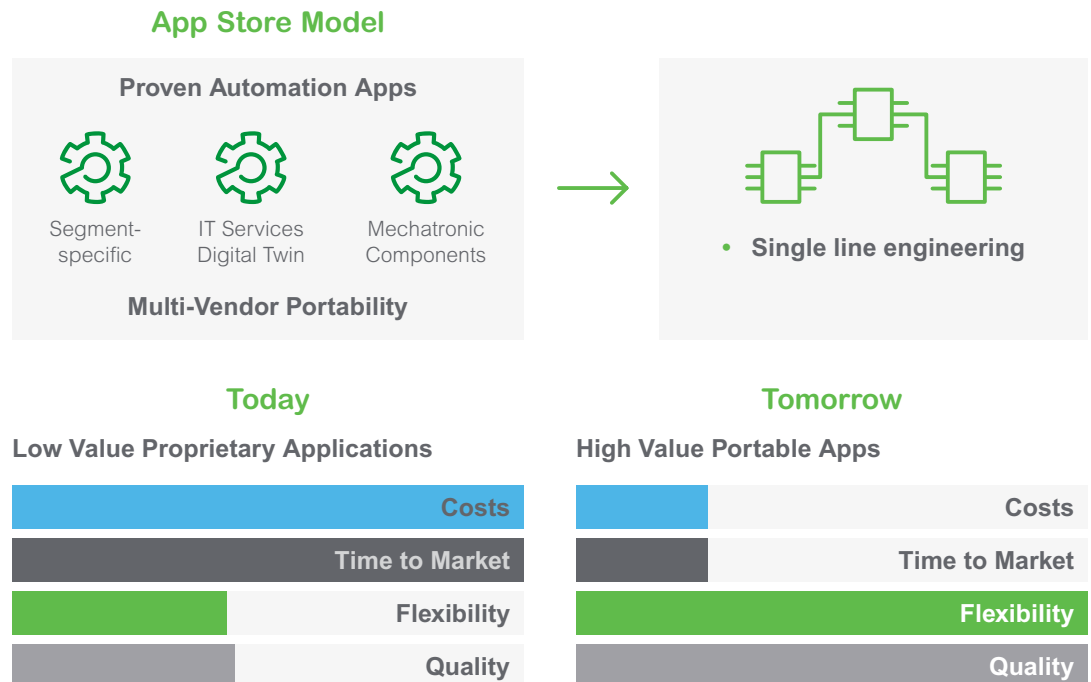 App Store Model
Proven Automation Apps
Segment-
specific
IT Services
Digital Twin
Mechatronic
Components
Multi-Vendor Portability
• Single line engineering
Today
Low Value Proprietary Applications
Costs
Time to Market
Flexibility
Quality
Tomorrow
High Value Portable Apps
Costs
Time to Market
Flexibility
Quality